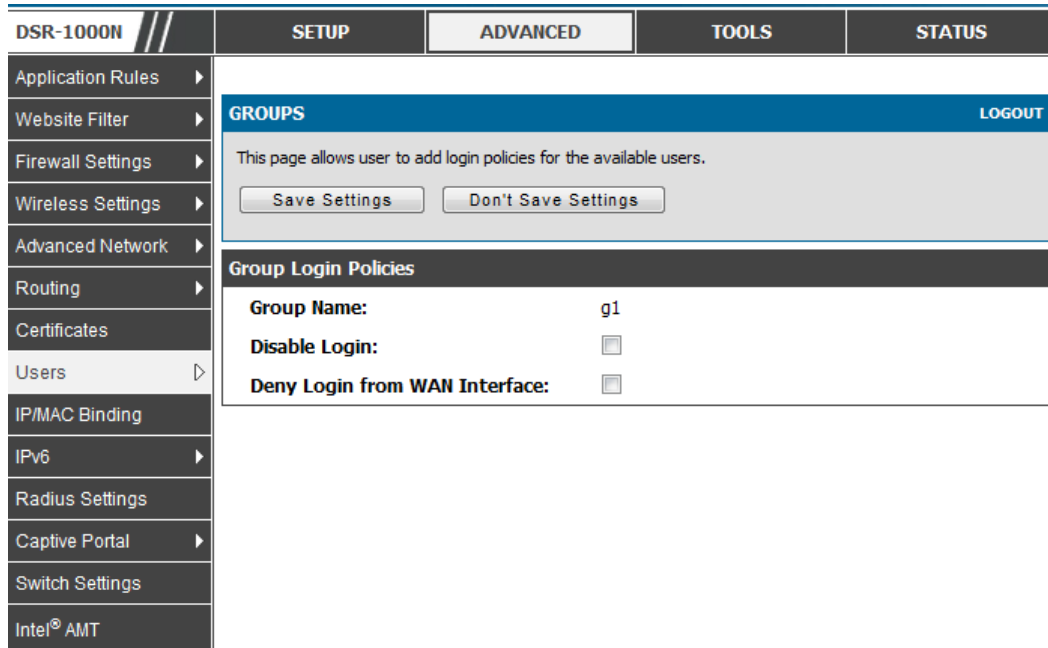 DSR-1000N
SETUP
ADVANCED
TOOLS
STATUS
Application Rules
Website Filter
Firewall Settings
Wireless Settings
Advanced Network
Routing
Certificates
Users
IP/MAC Binding
IPv6
Radius Settings
Captive Portal
Switch Settings
Intel® AMT
GROUPS
LOGOUT
This page allows user to add login policies for the available users.
Save Settings
Don't Save Settings
Group Login Policies
Group Name: g1
Disable Login:
Deny Login from WAN Interface: